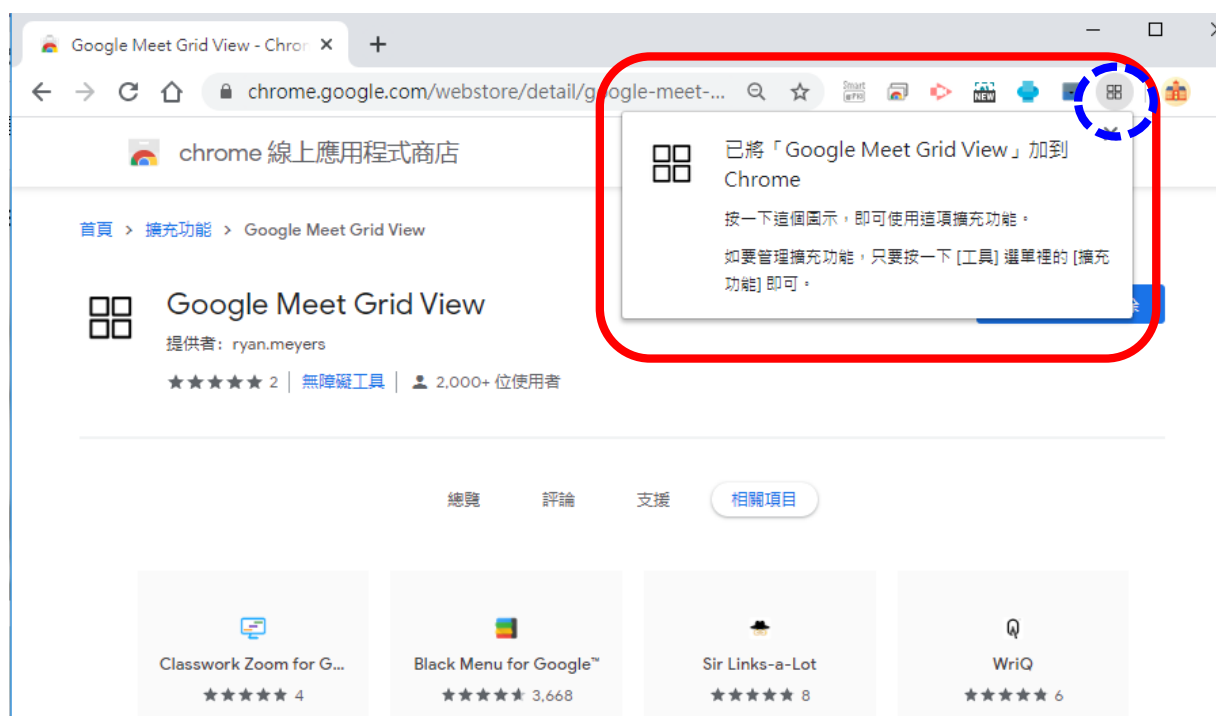 Google Meet Grid View - Chror
chrome.google.com/webstore/detail/google-meet-...
NEW
chrome 線上應用程式商店
已將「Google Meet Grid View」加到
Chrome
按一下這個圖示，即可使用這項擴充功能。
如要管理擴充功能，只要按一下 [工具] 選單裡的 [擴充
功能] 即可。
首頁 > 擴充功能 > Google Meet Grid View
Google Meet Grid View
提供者: ryan.meyers
2 | 無障礙工具 | 2,000+ 位使用者
總覽 評論 支援 相關項目
Classwork Zoom for G... Black Menu for Google™ Sir Links-a-Lot WriQ
4 3,668 8 6